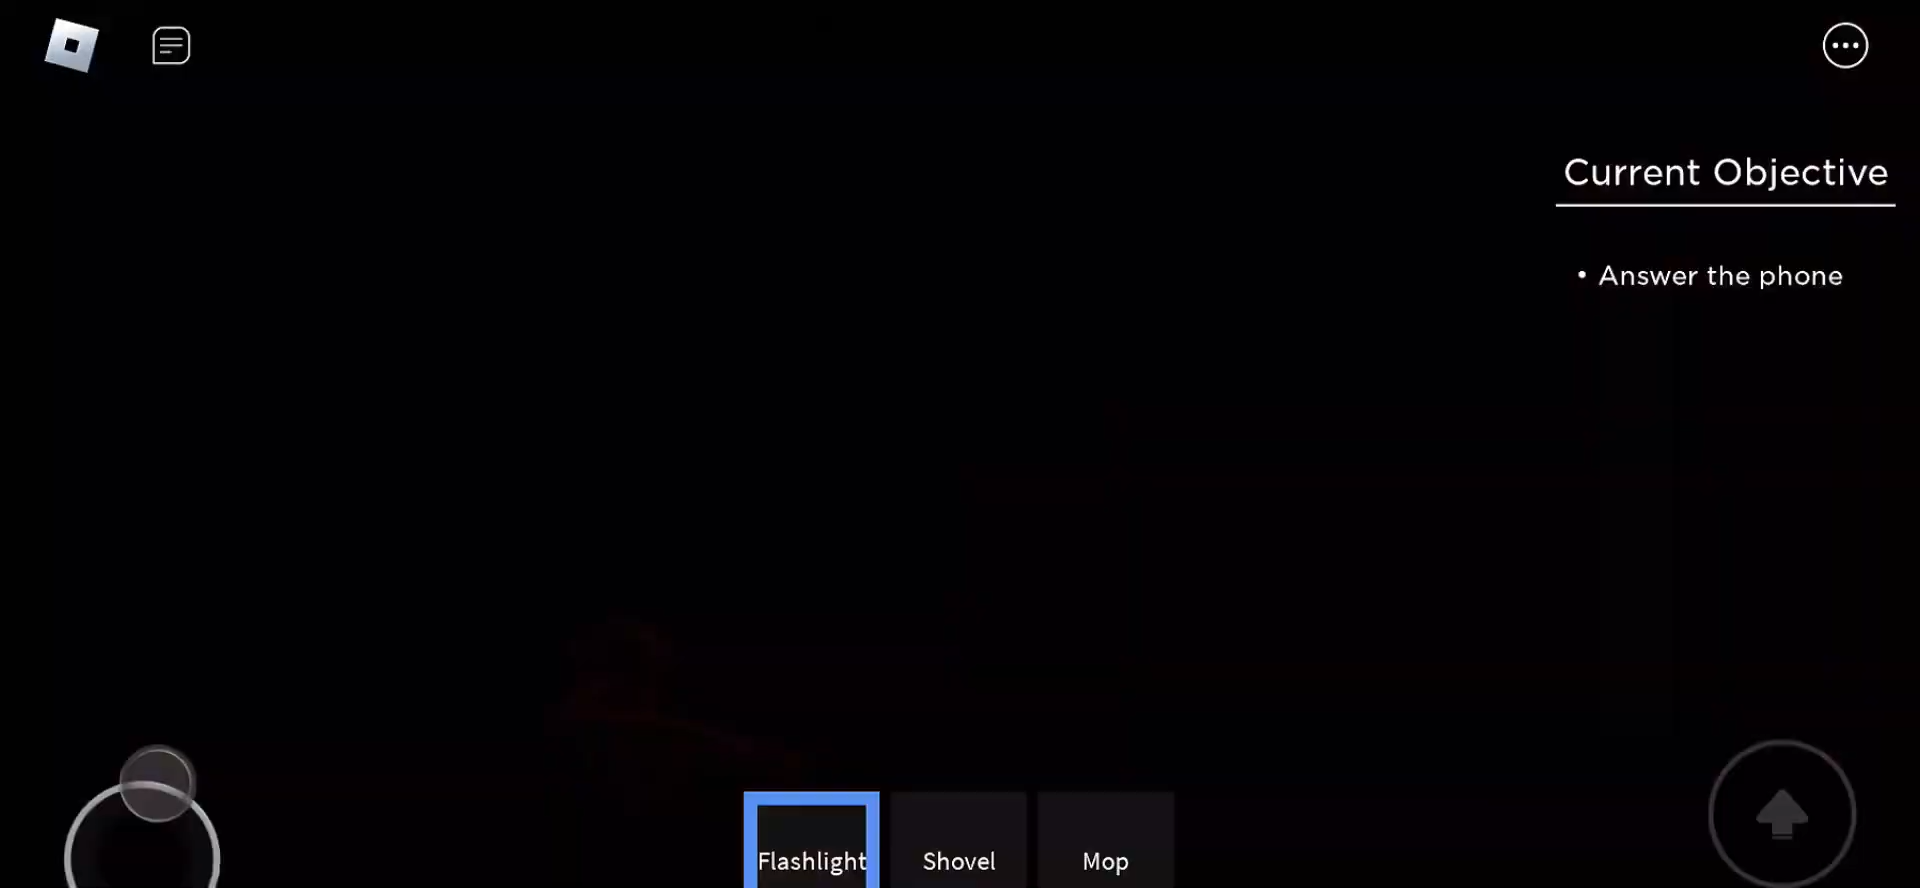 Current Objective
• Answer the phone
Flashlight
Shovel
Mop